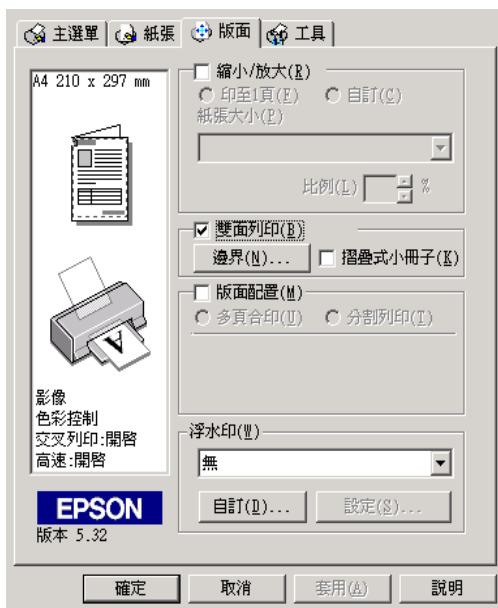 主選單 紙張 版面 工具
A4 210 x 297 mm
影像
色彩控制
交叉列印:開啓
高速:開啓
EPSON
版本 5.32
縮小/放大(R)
印至1頁(F) 自訂(C)
紙張大小(P)
比例(L) %
雙面列印(B)
邊界(N)... 摺疊式小冊子(K)
版面配置(M)
多頁合印(U) 分割列印(T)
浮水印(W)
無
自訂(D)... 設定(S)...
確定 取消 套用(A) 說明